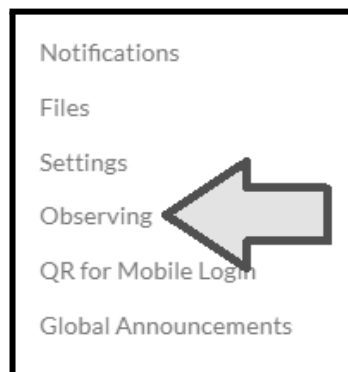 Notifications
Files
Settings
Observing
QR for Mobile Login
Global Announcements